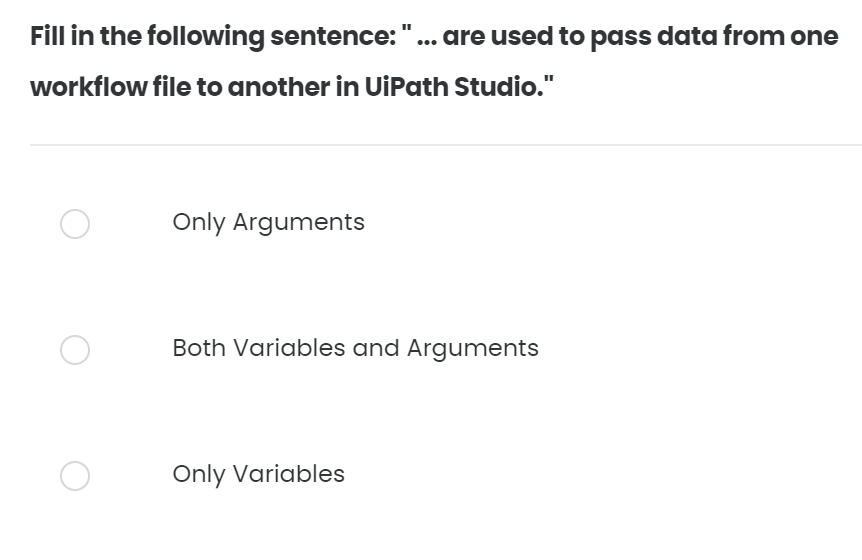 Fill in the following sentence: " ... are used to pass data from one
workflow file to another in UiPath Studio."
Only Arguments
Both Variables and Arguments
Only Variables